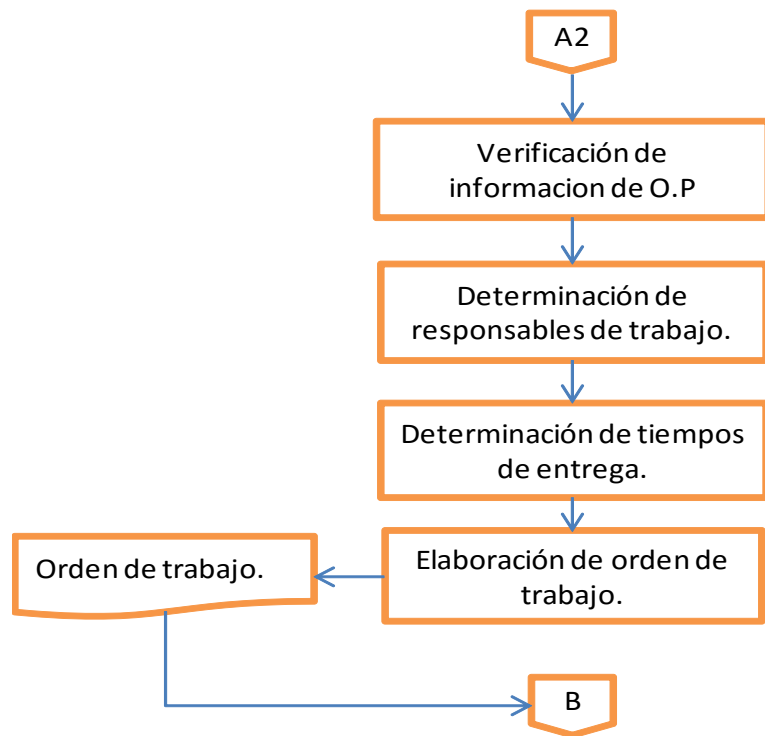 A2
Verificación de
informacion de O.P
Determinación de
responsables de trabajo.
Determinación de tiempos
de entrega.
Elaboración de orden de
trabajo.
Orden de trabajo.
B